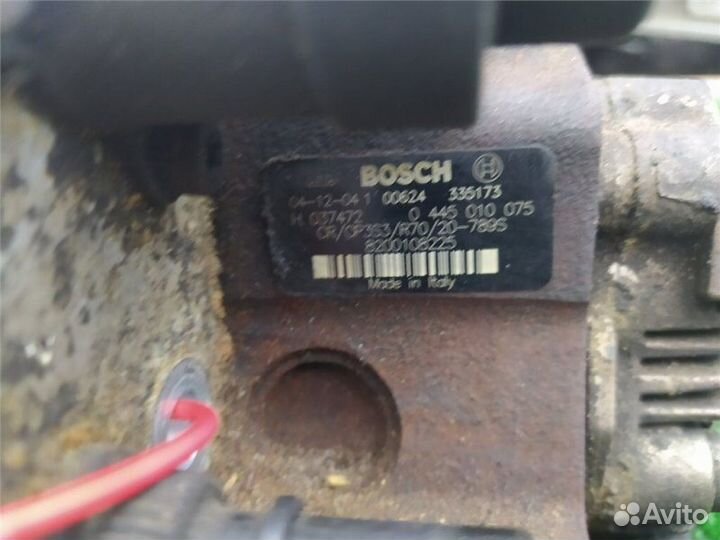 BOSCH
04-12-04 1 00624 335173
H 037472 0 445 010 075
CR/CP3S3/R70/20-789S
8200108225
Made in Italy
Avito